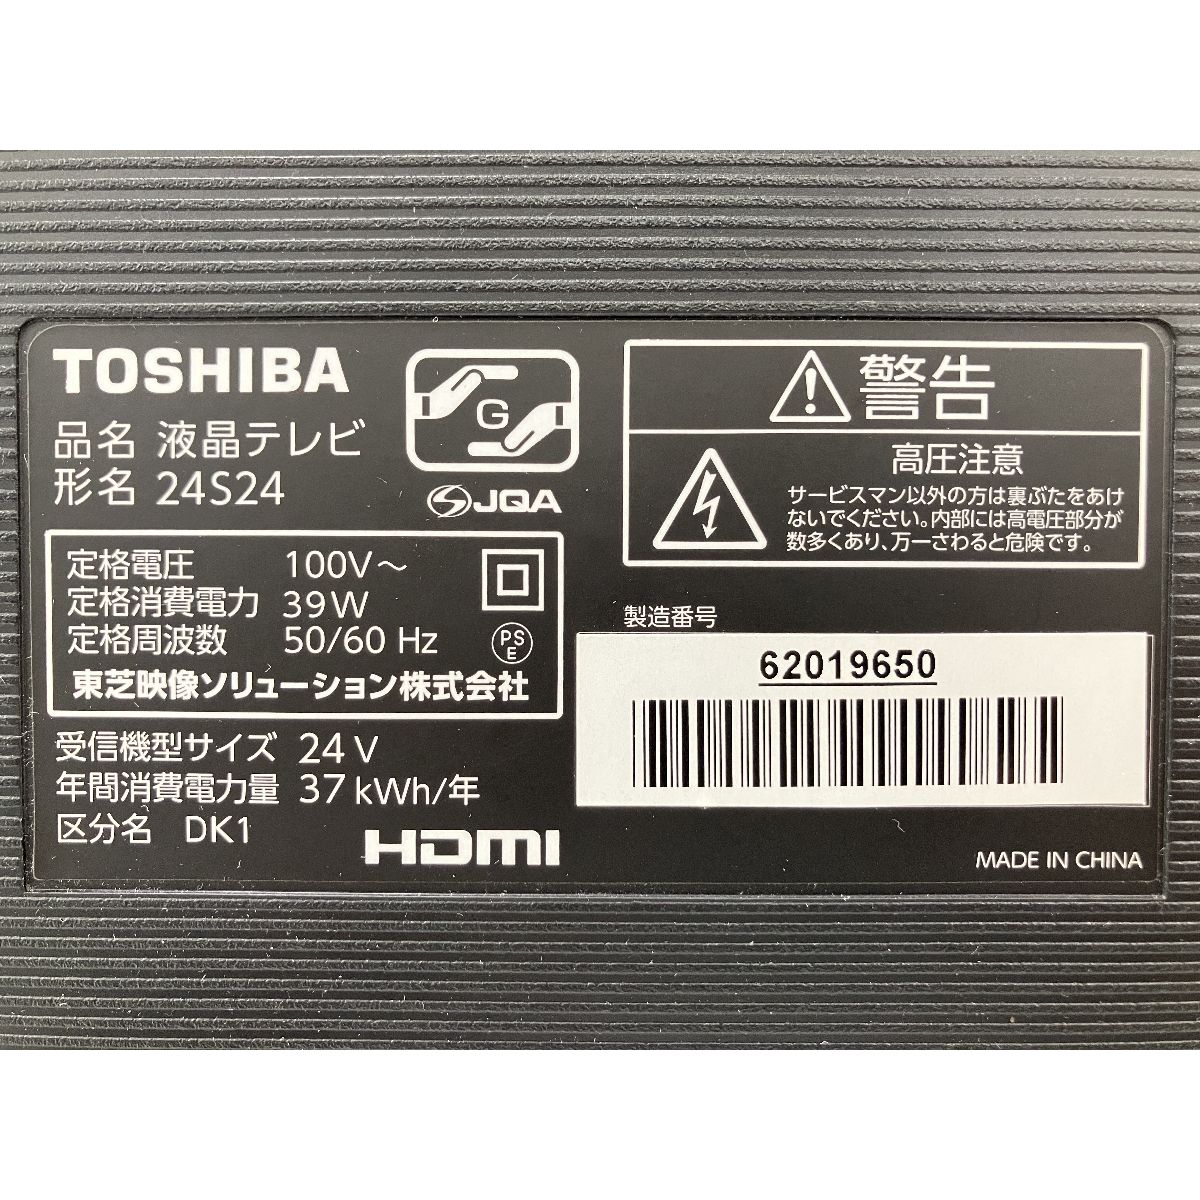 TOSHIBA
品名 液晶テレビ
形名 24S24
G
JQA
定格電圧 100V～
定格消費電力 39W
定格周波数 50/60 Hz
PS
E
東芝映像ソリューション株式会社
受信機型サイズ 24V
年間消費電力量 37kWh/年
区分名 DK1
HDMI
警告
高圧注意
サービスマン以外の方は裏ぶたをあけ
ないでください。内部には高電圧部分が
数多くあり、万一さわると危険です。
製造番号
62019650
MADE IN CHINA